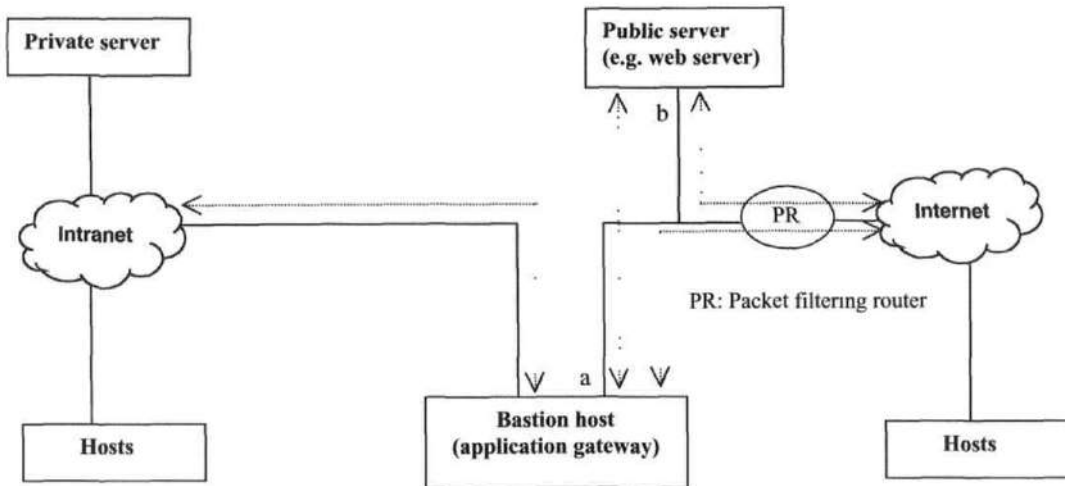 Private server
Public server
(e.g. web server)
b
Intranet
PR
Internet
PR: Packet filtering router
a
Bastion host
(application gateway)
Hosts
Hosts